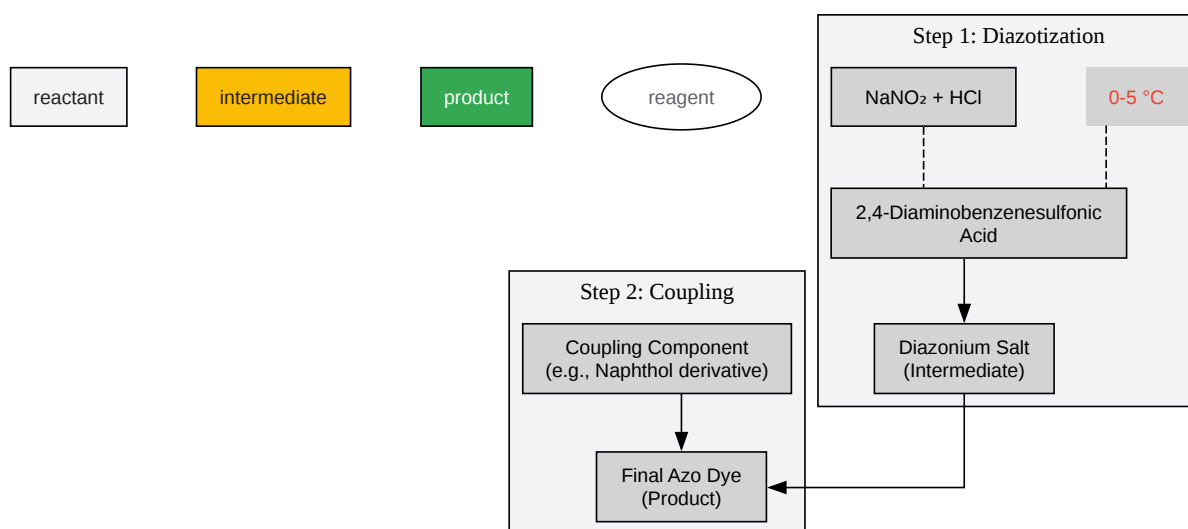 Step 1: Diazotization
reactant
intermediate
product
reagent
NaNO₂ + HCl
0-5 °C
2,4-Diaminobenzenesulfonic
Acid
Step 2: Coupling
Coupling Component
(e.g., Naphthol derivative)
Diazonium Salt
(Intermediate)
Final Azo Dye
(Product)